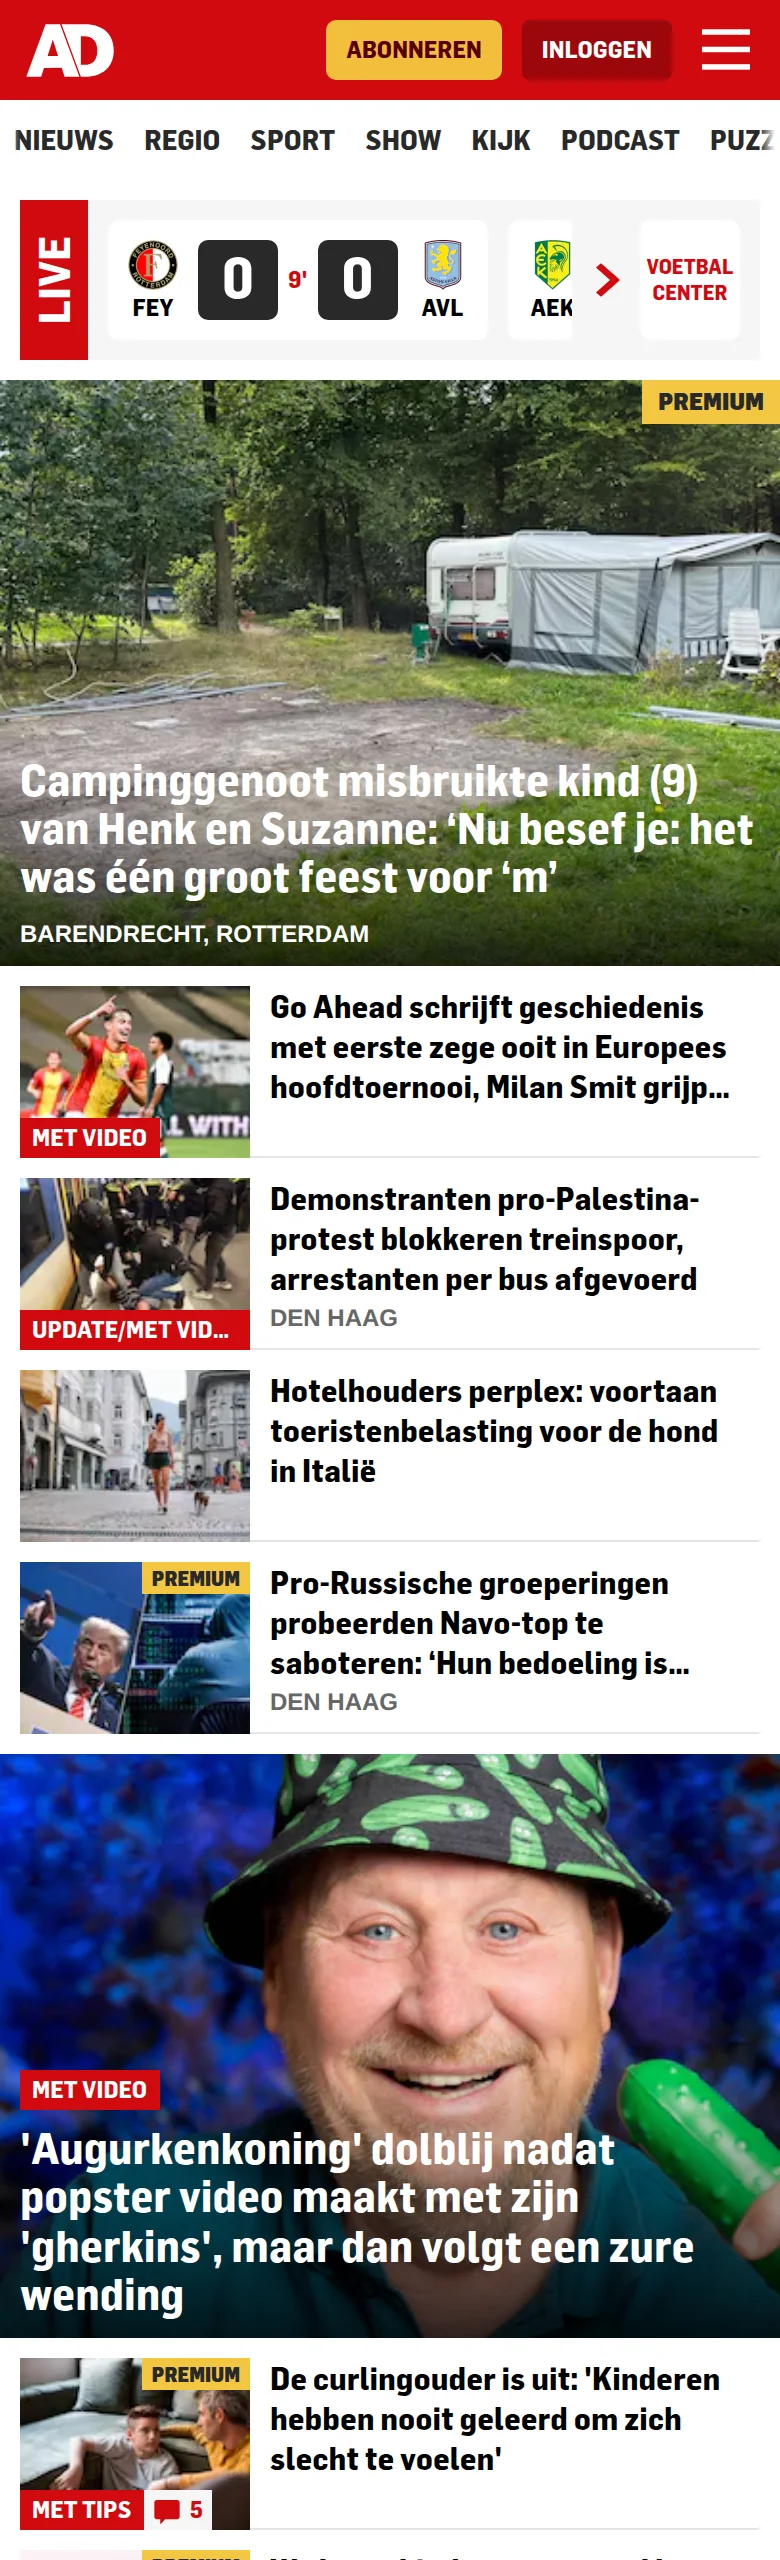 AD
ABONNEREN
INLOGGEN
NIEUWS REGIO SPORT SHOW KIJK PODCAST PUZZ
LIVE
FEY
0
9'
0
AVL
AEK
VOETBAL
CENTER
PREMIUM
Campinggenoot misbruikte kind (9)
van Henk en Suzanne: ‘Nu besef je: het
was één groot feest voor ‘m’
BARENDRECHT, ROTTERDAM
Go Ahead schrijft geschiedenis
met eerste zege ooit in Europees
hoofdtoernooi, Milan Smit grijp...
L WITH
MET VIDEO
Demonstranten pro-Palestina-
protest blokkeren treinspoor,
arrestanten per bus afgevoerd
DEN HAAG
UPDATE/MET VID...
Hotelhouders perplex: voortaan
toeristenbelasting voor de hond
in Italië
PREMIUM
Pro-Russische groeperingen
probeerden Navo-top te
saboteren: ‘Hun bedoeling is...
DEN HAAG
MET VIDEO
'Augurkenkoning' dolblij nadat
popster video maakt met zijn
'gherkins', maar dan volgt een zure
wending
PREMIUM
De curlingouder is uit: 'Kinderen
hebben nooit geleerd om zich
slecht te voelen'
MET TIPS
5